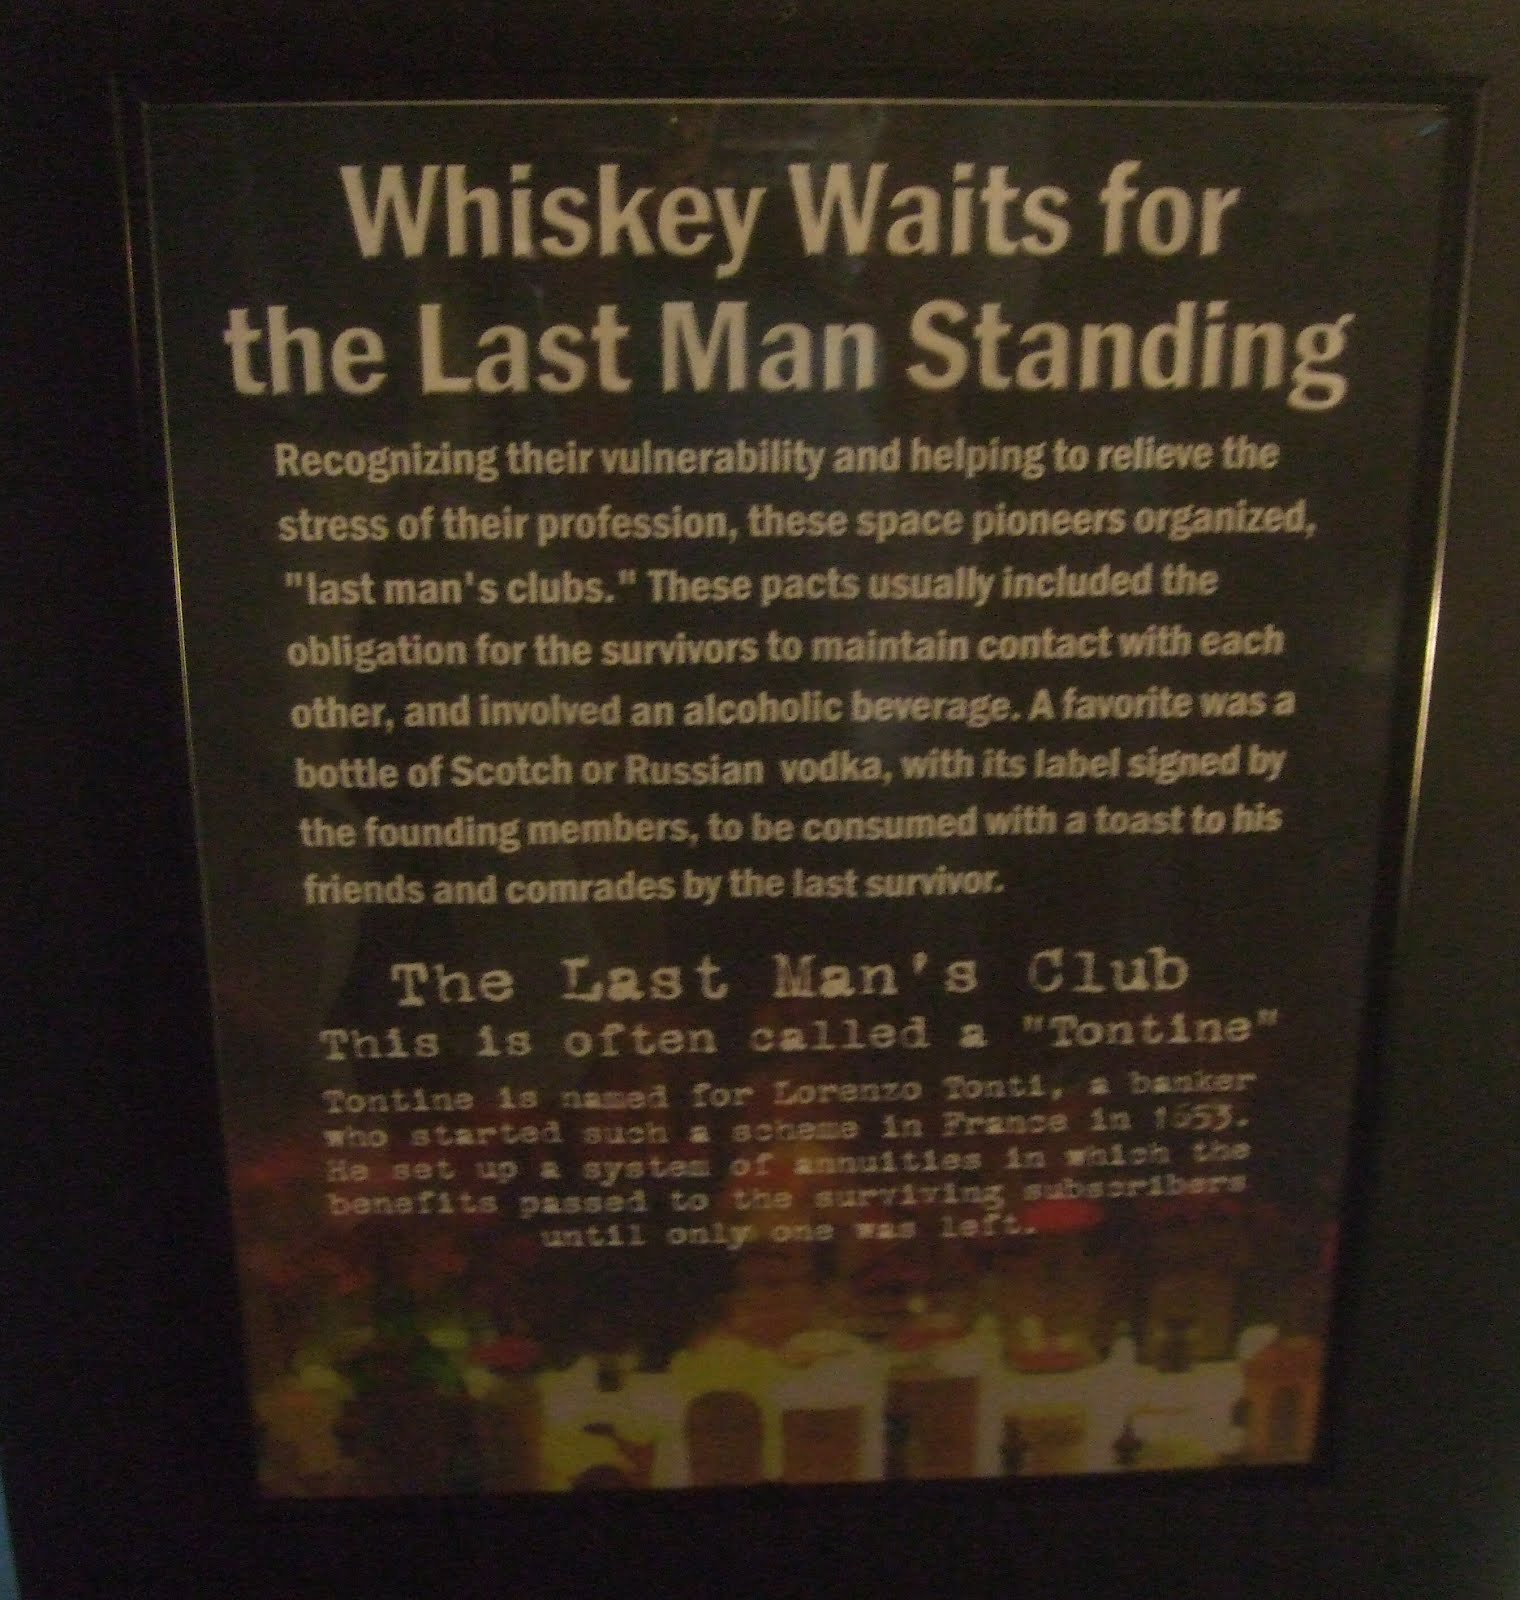 Whiskey Waits for
the Last Man Standing
Recognizing their vulnerability and helping to relieve the
stress of their profession, these space pioneers organized,
"last man's clubs." These pacts usually included the
obligation for the survivors to maintain contact with each
other, and involved an alcoholic beverage. A favorite was a
bottle of Scotch or Russian vodka, with its label signed by
the founding members, to be consumed with a toast to his
friends and comrades by the last survivor.
The Last Man's Club
This is often called a "Tontine"
Tontine is named for Lorenzo Tonti, a banker
who started such a scheme in France in 1653.
He set up a system of annuities in which the
benefits passed to the surviving subscribers
until only one was left.